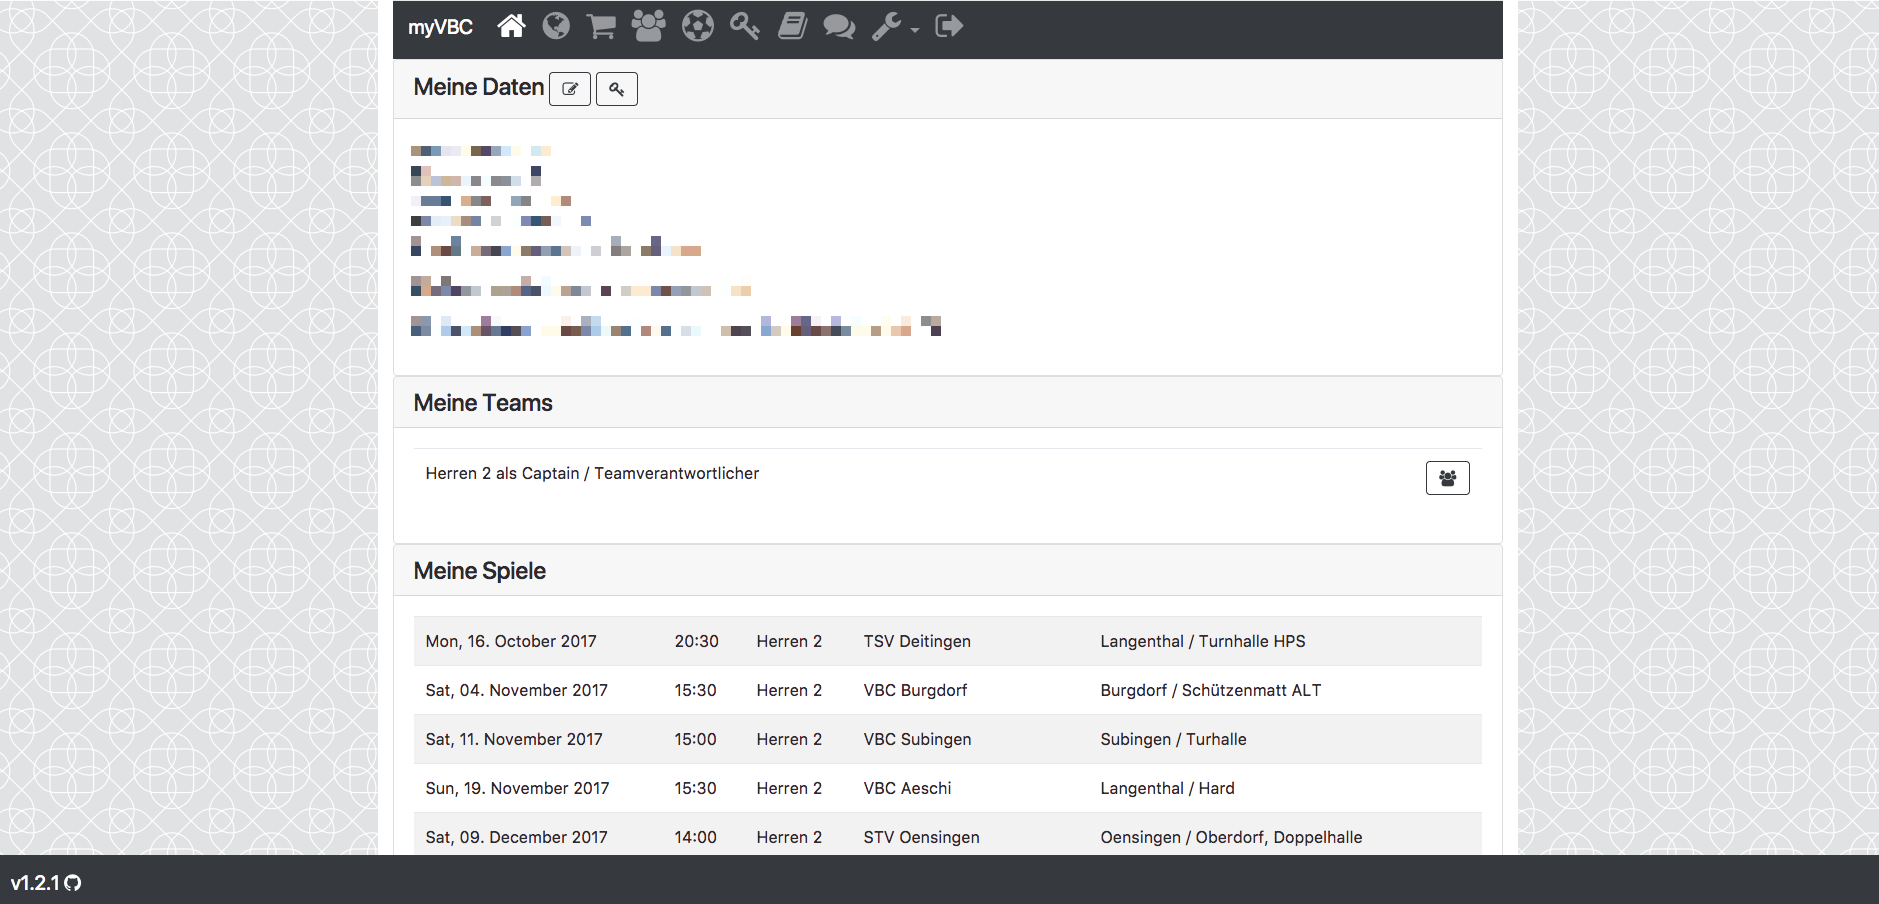 myVBC
Meine Daten
Meine Teams
Herren 2 als Captain / Teamverantwortlicher
Meine Spiele
Mon, 16. October 2017 20:30 Herren 2 TSV Deitingen Langenthal / Turnhalle HPS
Sat, 04. November 2017 15:30 Herren 2 VBC Burgdorf Burgdorf / Schützenmatt ALT
Sat, 11. November 2017 15:00 Herren 2 VBC Subingen Subingen / Turhalle
Sun, 19. November 2017 15:30 Herren 2 VBC Aeschi Langenthal / Hard
Sat, 09. December 2017 14:00 Herren 2 STV Oensingen Oensingen / Oberdorf, Doppelhalle
v1.2.1